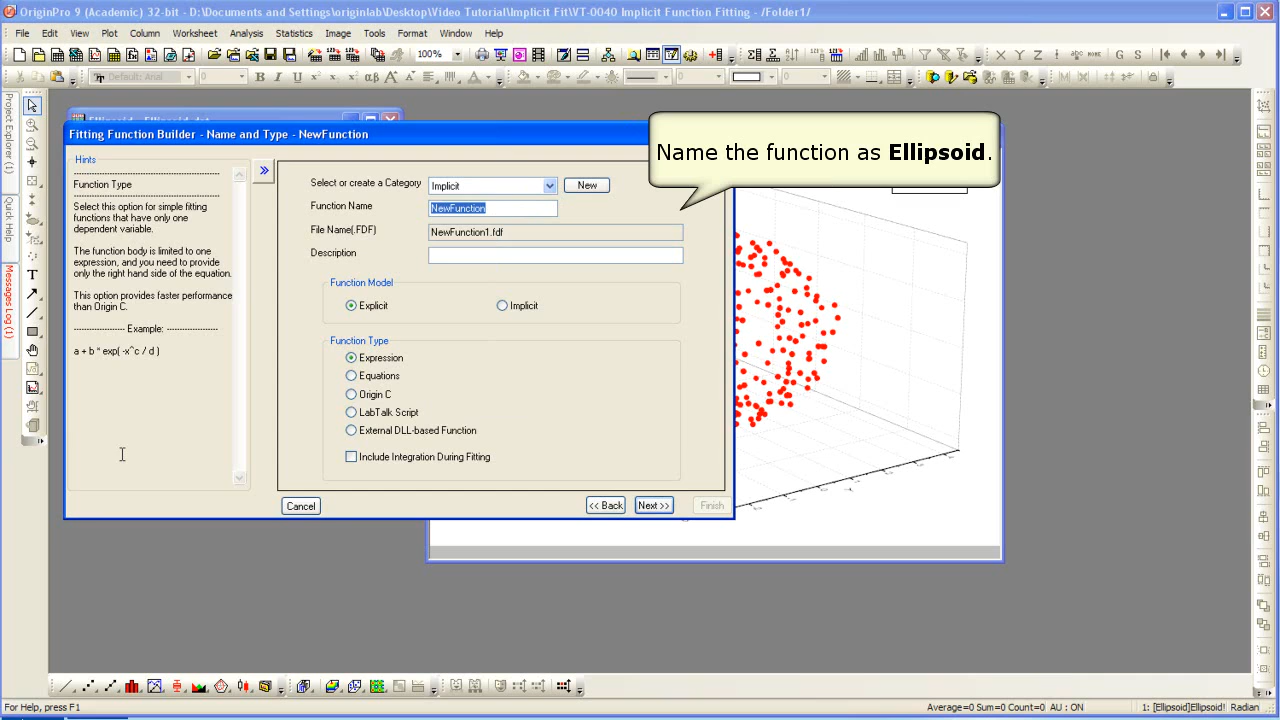 OriginPro 9 (Academic) 32-bit - D:\Documents and Settings\originlab\Desktop\Video Tutorial\Implicit Fit\VT-0040 Implicit Function Fitting - /Folder1/
File Edit View Plot Column Worksheet Analysis Statistics Image Tools Format Window Help
100%
Default: Arial 0
B I U
0
0
0
Project Explorer (1)
Quick Help
Messages Log (1)
Fitting Function Builder - Name and Type - NewFunction
Name the function as Ellipsoid.
Hints
Function Type
Select this option for simple fitting
functions that have only one
dependent variable.
The function body is limited to one
expression, and you need to provide
only the right hand side of the equation.
This option provides faster performance
than Origin C.
Example:
a + b * exp( -x^c / d )
Select or create a Category Implicit New
Function Name NewFunction
File Name(.FDF) NewFunction1.fdf
Description
Function Model
Explicit Implicit
Function Type
Expression
Equations
Origin C
LabTalk Script
External DLL-based Function
Include Integration During Fitting
Cancel << Back Next >> Finish
For Help, press F1 Average=0 Sum=0 Count=0 AU : ON 1: [Ellipsoid]Ellipsoid! Radian